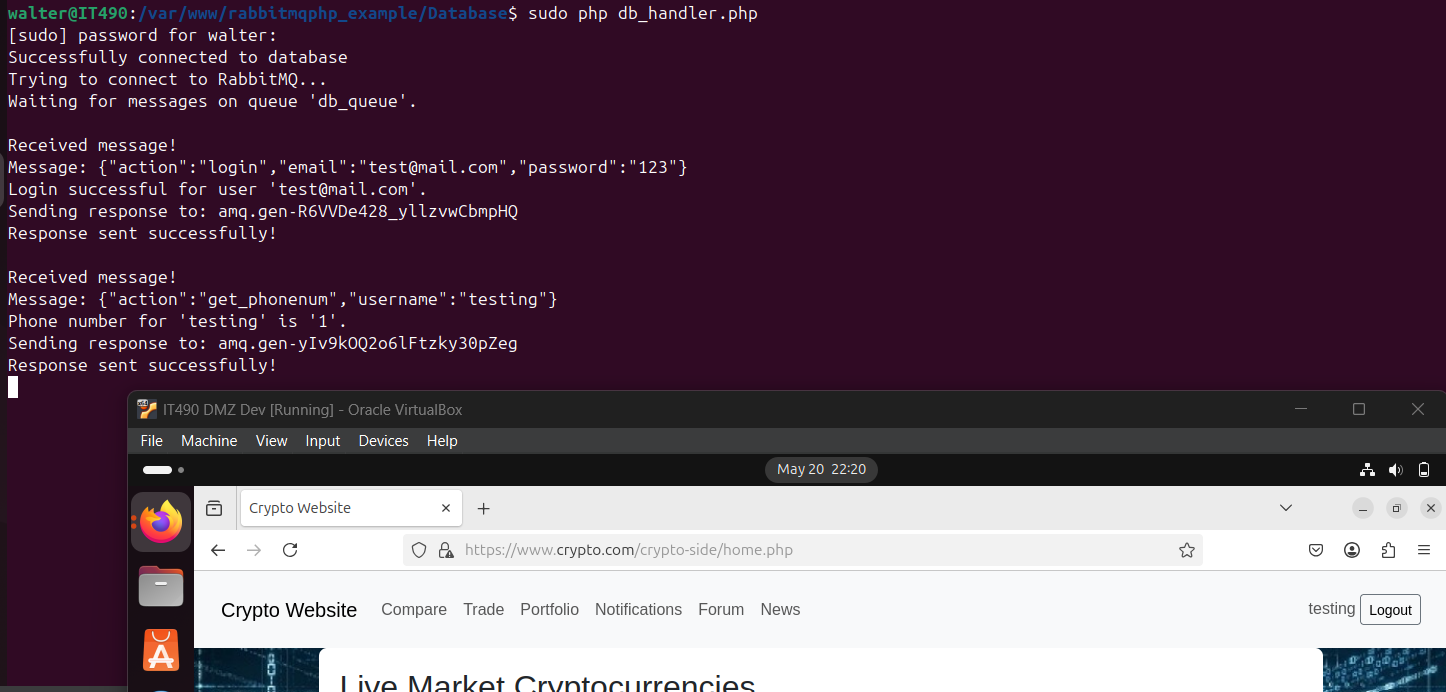 walter@IT490:/var/www/rabbitmqphp_example/Database$ sudo php db_handler.php
[sudo] password for walter:
Successfully connected to database
Trying to connect to RabbitMQ...
Waiting for messages on queue 'db_queue'.
Received message!
Message: {"action":"login","email":"test@mail.com","password":"123"}
Login successful for user 'test@mail.com'.
Sending response to: amq.gen-R6VVDe428_yllzvwCbmpHQ
Response sent successfully!
Received message!
Message: {"action":"get_phonenum","username":"testing"}
Phone number for 'testing' is '1'.
Sending response to: amq.gen-yIv9kOQ2o6lFtzky30pZeg
Response sent successfully!
IT490 DMZ Dev [Running] - Oracle VirtualBox
File Machine View Input Devices Help
May 20 22:20
Crypto Website
https://www.crypto.com/crypto-side/home.php
Crypto Website Compare Trade Portfolio Notifications Forum News testing Logout
Live Market Cryptocurrencies